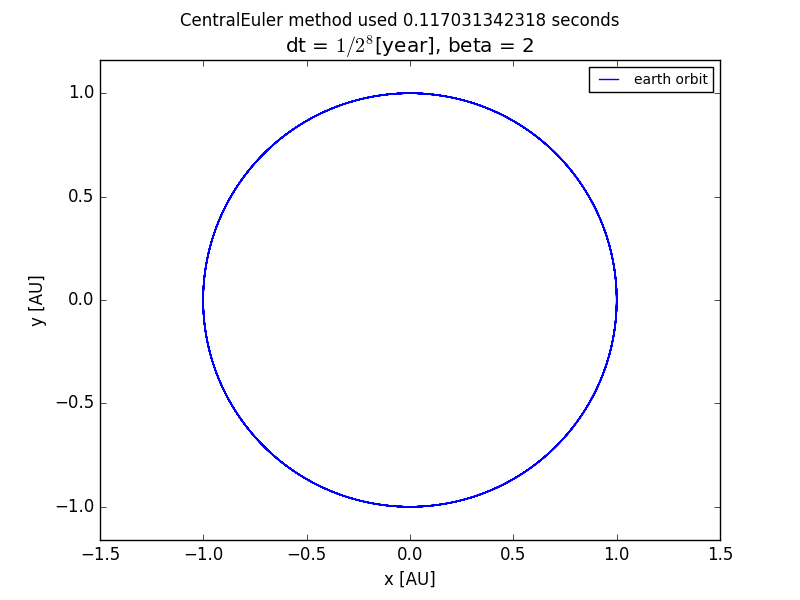 CentralEuler method used 0.117031342318 seconds
dt = 1/2^8[year], beta = 2
earth orbit
1.0
0.5
0.0
−0.5
−1.0
y [AU]
−1.5 −1.0 −0.5 0.0 0.5 1.0 1.5
x [AU]